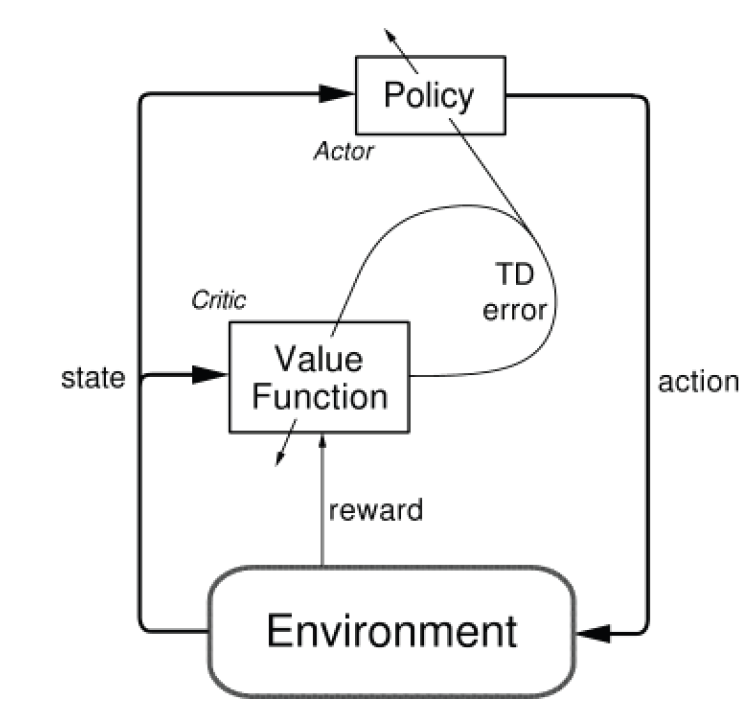 Policy
Actor
TD
error
Critic
Value
Function
state
action
reward
Environment